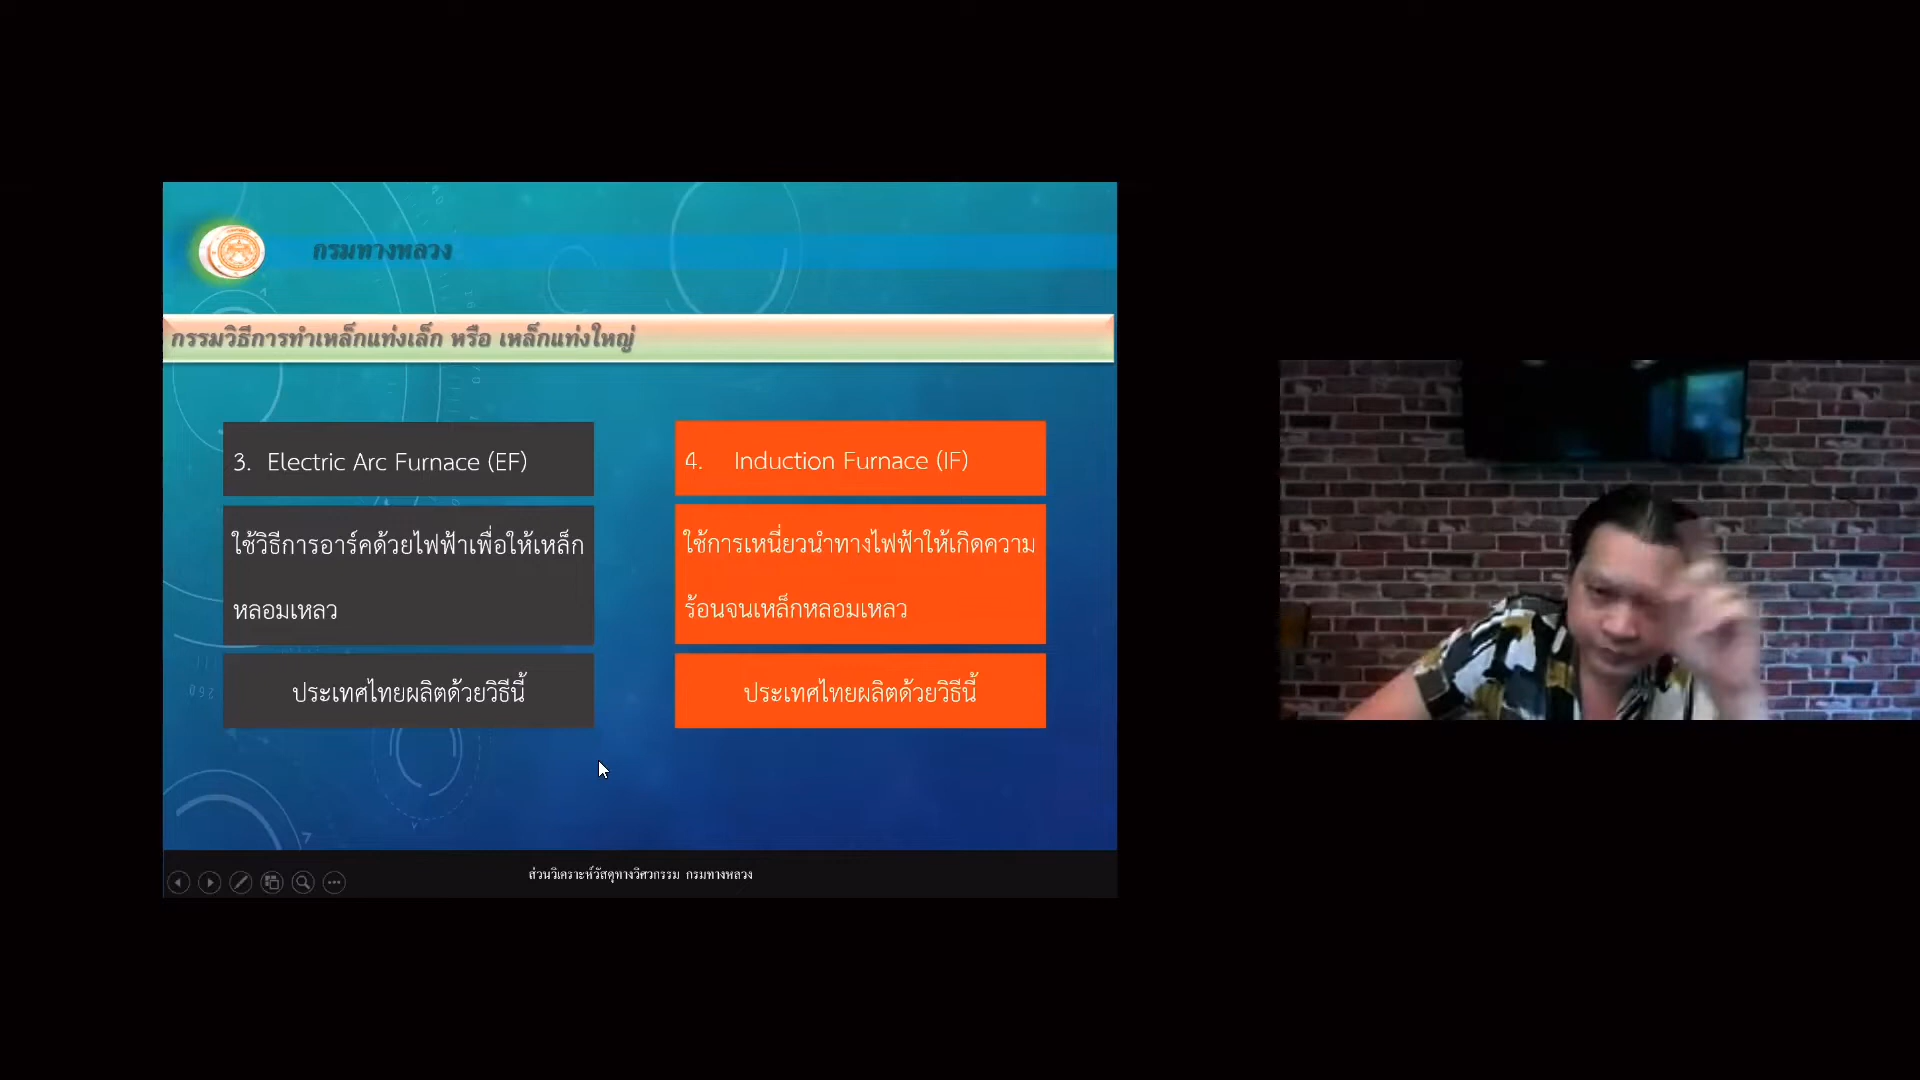 กรมทางหลวง
กรรมวิธีการทำเหล็กแท่งเล็ก หรือ เหล็กแท่งใหญ่
3. Electric Arc Furnace (EF)
ใช้วิธีการอาร์คด้วยไฟฟ้าเพื่อให้เหล็ก
หลอมเหลว
ประเทศไทยผลิตด้วยวิธีนี้
4. Induction Furnace (IF)
ใช้การเหนี่ยวนำทางไฟฟ้าให้เกิดความ
ร้อนจนเหล็กหลอมเหลว
ประเทศไทยผลิตด้วยวิธีนี้
ส่วนวิเคราะห์วัสดุทางวิศวกรรม กรมทางหลวง